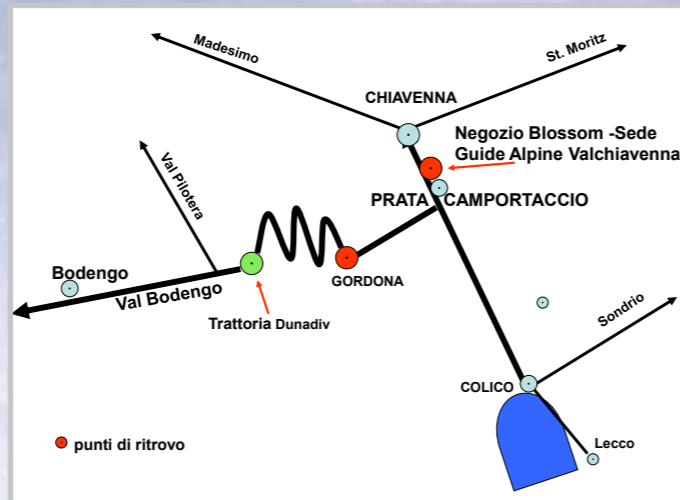 Madesimo
St. Moritz
CHIAVENNA
Negozio Blossom -Sede
Guide Alpine Valchiavenna
Val Pilotera
PRATA CAMPORTACCIO
Bodengo
Val Bodengo
GORDONA
Trattoria Dunadiv
Sondrio
COLICO
Lecco
punti di ritrovo